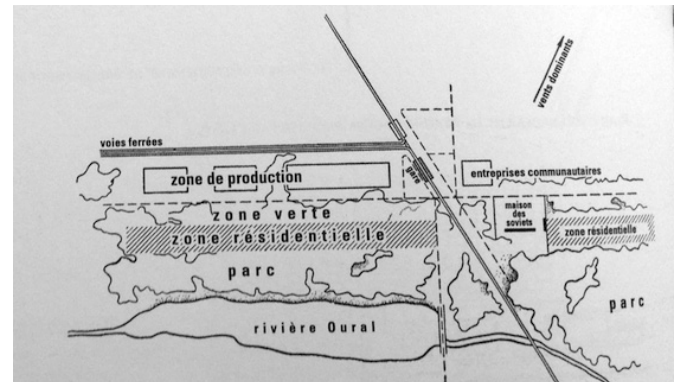 vents dominants
voies ferrées
zone de production
gare
entreprises communautaires
zone verte
maison
des
soviets
zone résidentielle
zone résidentielle
parc
parc
rivière Oural